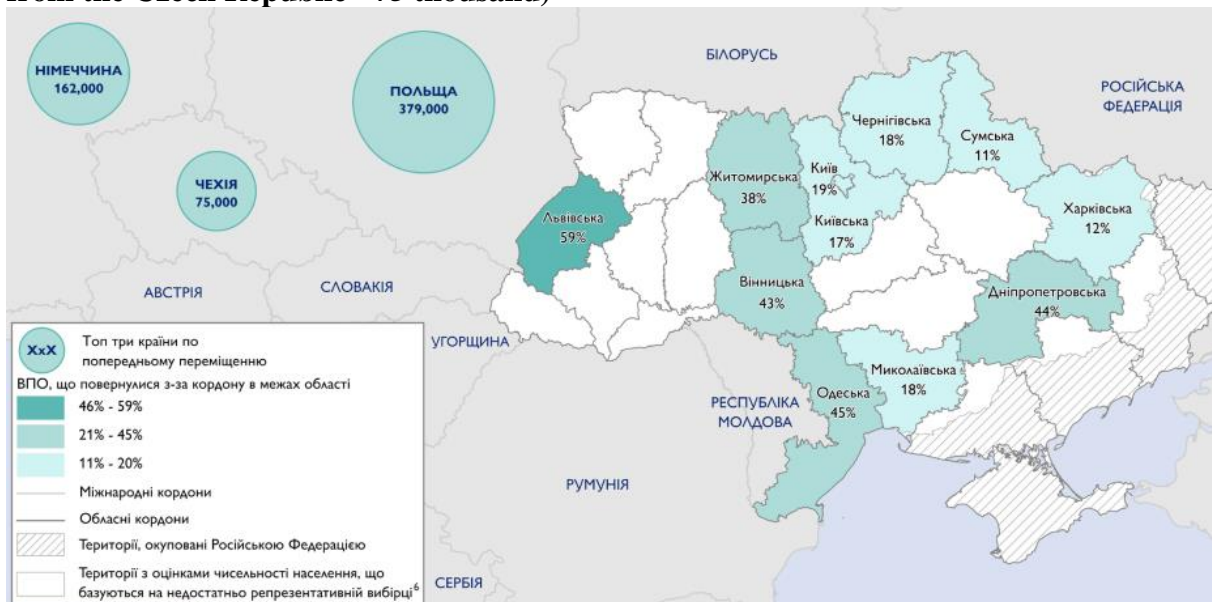 from the Czech Republic - 75 thousand)
НІМЕЧЧИНА
162,000
ПОЛЬЩА
379,000
ЧЕХІЯ
75,000
БІЛОРУСЬ
РОСІЙСЬКА
ФЕДЕРАЦІЯ
Чернігівська
18%
Сумська
11%
Житомирська
38%
Київ
19%
Київська
17%
Харківська
12%
Львівська
59%
Вінницька
43%
Дніпропетровська
44%
Миколаївська
18%
Одеська
45%
АВСТРІЯ
СЛОВАКІЯ
УГОРЩИНА
РЕСПУБЛІКА
МОЛДОВА
РУМУНІЯ
СЕРБІЯ
XxX
Топ три країни по
попередньому переміщенню
ВПО, що повернулися з-за кордону в межах області
46% - 59%
21% - 45%
11% - 20%
Міжнародні кордони
Обласні кордони
Території, окуповані Російською Федерацією
Території з оцінками чисельності населення, що
базуються на недостатньо репрезентативній вибірці6